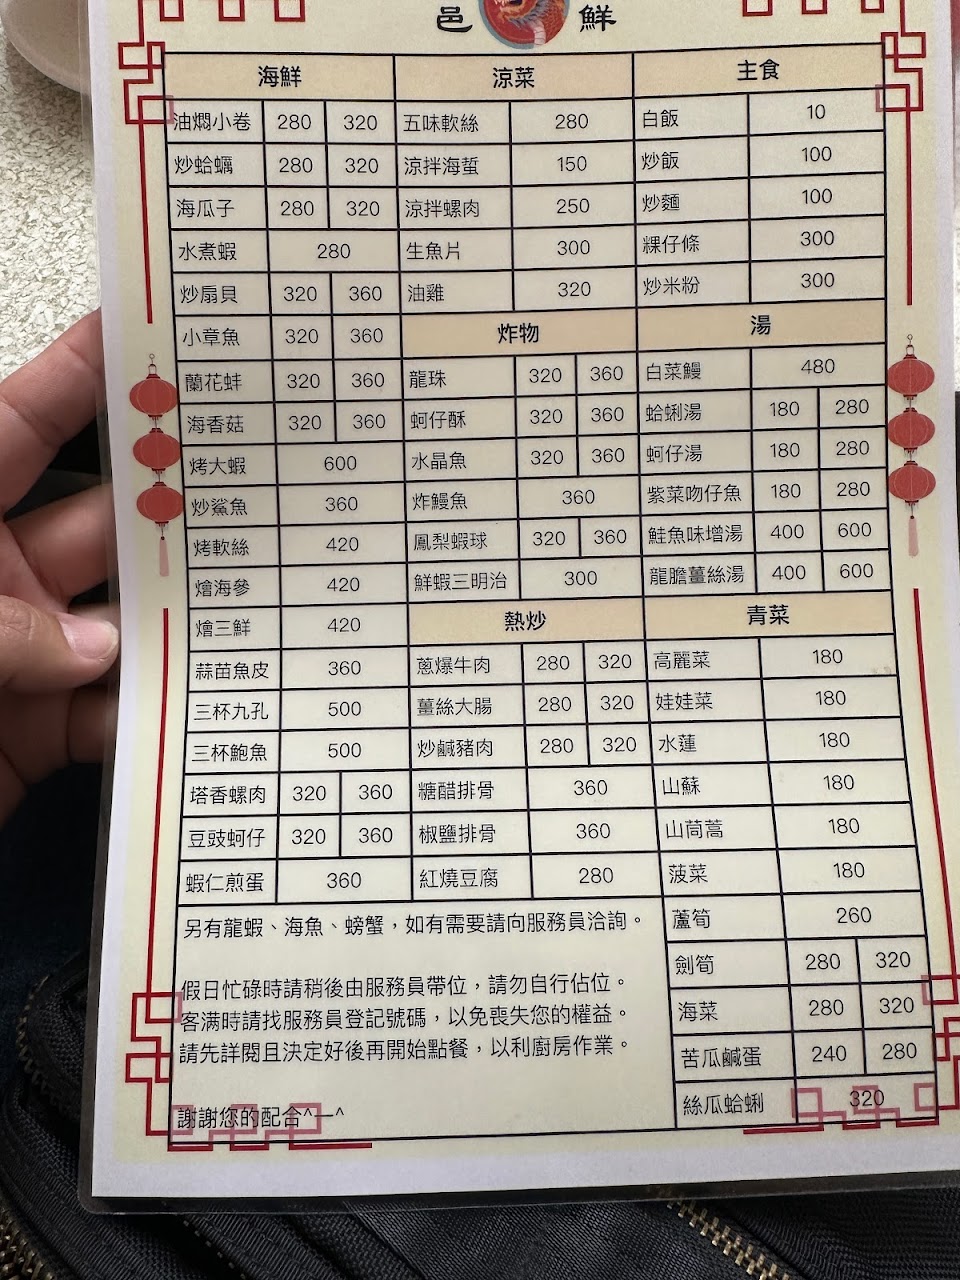 邑 鮮
海鮮
油燜小卷 280 320
炒蛤蠣 280 320
海瓜子 280 320
水煮蝦 280
炒扇貝 320 360
小章魚 320 360
蘭花蚌 320 360
海香菇 320 360
烤大蝦 600
炒鯊魚 360
烤軟絲 420
燴海參 420
燴三鮮 420
蒜苗魚皮 360
三杯九孔 500
三杯鮑魚 500
塔香螺肉 320 360
豆豉蚵仔 320 360
蝦仁煎蛋 360
涼菜
五味軟絲 280
涼拌海蜇 150
涼拌螺肉 250
生魚片 300
油雞 320
炸物
龍珠 320 360
蚵仔酥 320 360
水晶魚 320 360
炸鰻魚 360
鳳梨蝦球 320 360
鮮蝦三明治 300
熱炒
蔥爆牛肉 280 320
薑絲大腸 280 320
炒鹹豬肉 280 320
糖醋排骨 360
椒鹽排骨 360
紅燒豆腐 280
主食
白飯 10
炒飯 100
炒麵 100
粿仔條 300
炒米粉 300
湯
白菜鰻 480
蛤蜊湯 180 280
蚵仔湯 180 280
紫菜吻仔魚 180 280
鮭魚味增湯 400 600
龍膽薑絲湯 400 600
青菜
高麗菜 180
娃娃菜 180
水蓮 180
山蘇 180
山茼蒿 180
菠菜 180
蘆筍 260
劍筍 280 320
海菜 280 320
苦瓜鹹蛋 240 280
絲瓜蛤蜊 320
另有龍蝦、海魚、螃蟹，如有需要請向服務員洽詢。
假日忙碌時請稍後由服務員帶位，請勿自行佔位。
客滿時請找服務員登記號碼，以免喪失您的權益。
請先詳閱且決定好後再開始點餐，以利廚房作業。
謝謝您的配合^—^